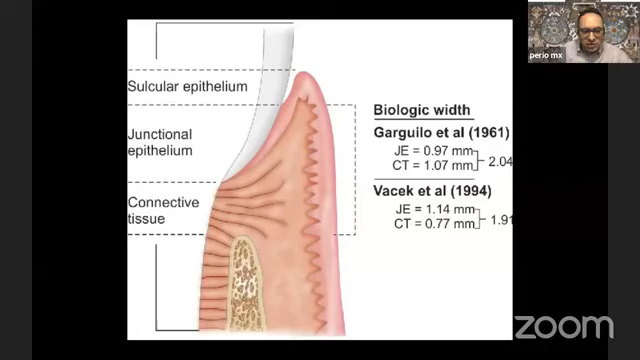 perio mx
Sulcular epithelium
Junctional
epithelium
Connective
tissue
Biologic width
Garguilo et al (1961)
JE = 0.97 mm
CT = 1.07 mm
2.04
Vacek et al (1994)
JE = 1.14 mm
CT = 0.77 mm
1.91
zoom